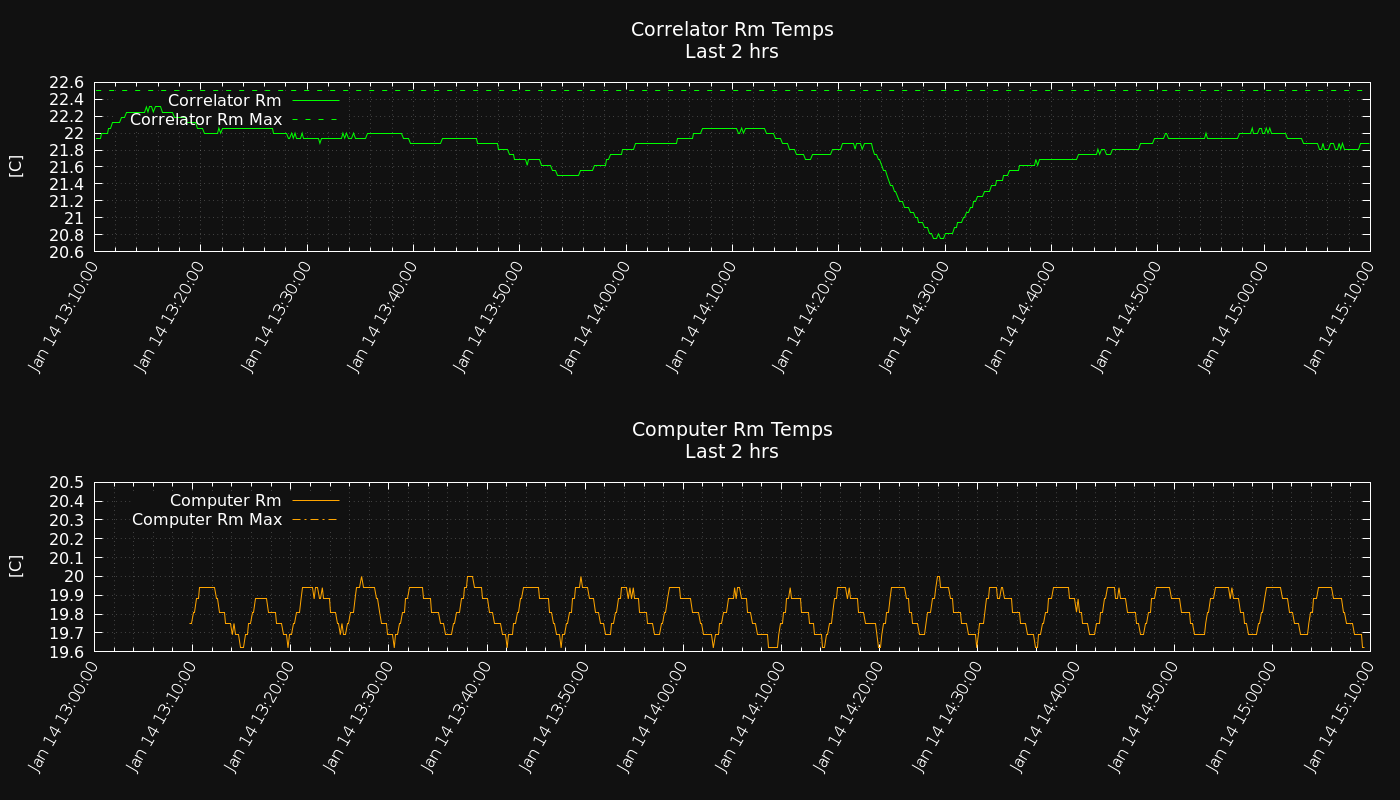 Correlator Rm Temps
Last 2 hrs
22.6
22.4
22.2
22
21.8
21.6
21.4
21.2
21
20.8
20.6
[C]
Correlator Rm
Correlator Rm Max
Jan 14 13:10:00
Jan 14 13:20:00
Jan 14 13:30:00
Jan 14 13:40:00
Jan 14 13:50:00
Jan 14 14:00:00
Jan 14 14:10:00
Jan 14 14:20:00
Jan 14 14:30:00
Jan 14 14:40:00
Jan 14 14:50:00
Jan 14 15:00:00
Jan 14 15:10:00
Computer Rm Temps
Last 2 hrs
20.5
20.4
20.3
20.2
20.1
20
19.9
19.8
19.7
19.6
[C]
Computer Rm
Computer Rm Max
Jan 14 13:00:00
Jan 14 13:10:00
Jan 14 13:20:00
Jan 14 13:30:00
Jan 14 13:40:00
Jan 14 13:50:00
Jan 14 14:00:00
Jan 14 14:10:00
Jan 14 14:20:00
Jan 14 14:30:00
Jan 14 14:40:00
Jan 14 14:50:00
Jan 14 15:00:00
Jan 14 15:10:00